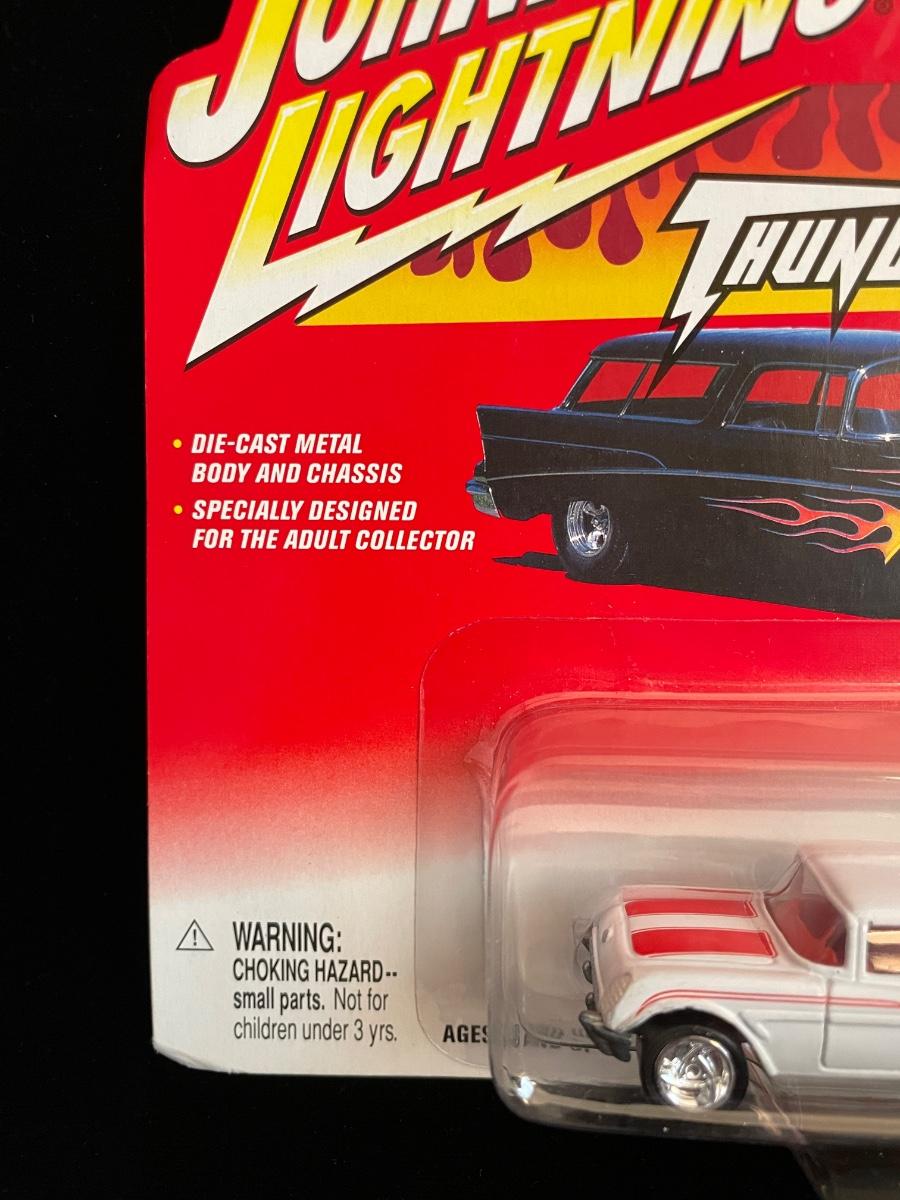 LIGHTNING
• DIE-CAST METAL
BODY AND CHASSIS
• SPECIALLY DESIGNED
FOR THE ADULT COLLECTOR
WARNING:
CHOKING HAZARD--
small parts. Not for
children under 3 yrs.
AGES